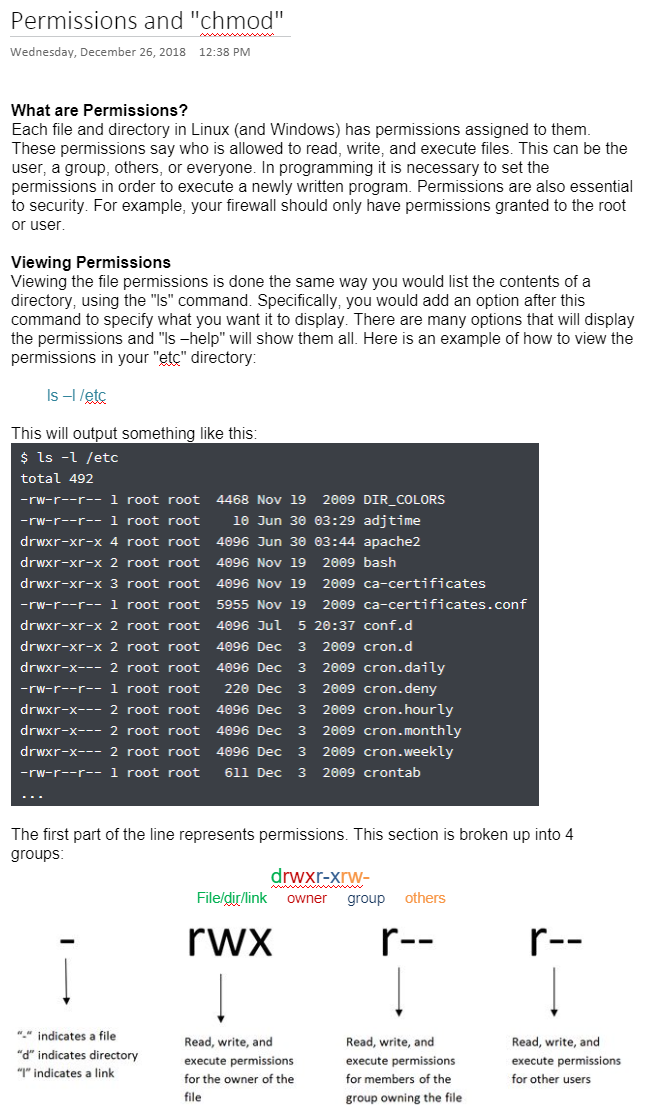 Permissions and "chmod"
Wednesday, December 26, 2018 12:38 PM
What are Permissions?
Each file and directory in Linux (and Windows) has permissions assigned to them.
These permissions say who is allowed to read, write, and execute files. This can be the
user, a group, others, or everyone. In programming it is necessary to set the
permissions in order to execute a newly written program. Permissions are also essential
to security. For example, your firewall should only have permissions granted to the root
or user.
Viewing Permissions
Viewing the file permissions is done the same way you would list the contents of a
directory, using the "ls" command. Specifically, you would add an option after this
command to specify what you want it to display. There are many options that will display
the permissions and "ls –help" will show them all. Here is an example of how to view the
permissions in your "etc" directory:
ls –l /etc
This will output something like this:
$ ls -l /etc
total 492
-rw-r--r-- 1 root root  4468 Nov 19  2009 DIR_COLORS
-rw-r--r-- 1 root root    10 Jun 30 03:29 adjtime
drwxr-xr-x 4 root root  4096 Jun 30 03:44 apache2
drwxr-xr-x 2 root root  4096 Nov 19  2009 bash
drwxr-xr-x 3 root root  4096 Nov 19  2009 ca-certificates
-rw-r--r-- 1 root root  5955 Nov 19  2009 ca-certificates.conf
drwxr-xr-x 2 root root  4096 Jul  5 20:37 conf.d
drwxr-xr-x 2 root root  4096 Dec  3  2009 cron.d
drwxr-x--- 2 root root  4096 Dec  3  2009 cron.daily
-rw-r--r-- 1 root root   220 Dec  3  2009 cron.deny
drwxr-x--- 2 root root  4096 Dec  3  2009 cron.hourly
drwxr-x--- 2 root root  4096 Dec  3  2009 cron.monthly
drwxr-x--- 2 root root  4096 Dec  3  2009 cron.weekly
-rw-r--r-- 1 root root   611 Dec  3  2009 crontab
...
The first part of the line represents permissions. This section is broken up into 4
groups:
drwxr-xrw-
File/dir/link owner group others
- rwx r-- r--
"-" indicates a file
"d" indicates directory
"l" indicates a link
Read, write, and
execute permissions
for the owner of the
file
Read, write, and
execute permissions
for members of the
group owning the file
Read, write, and
execute permissions
for other users